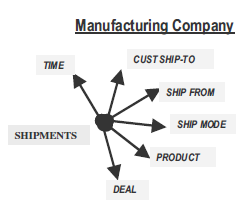 Manufacturing Company
TIME
CUST SHIP-TO
SHIP FROM
SHIP MODE
SHIPMENTS
PRODUCT
DEAL